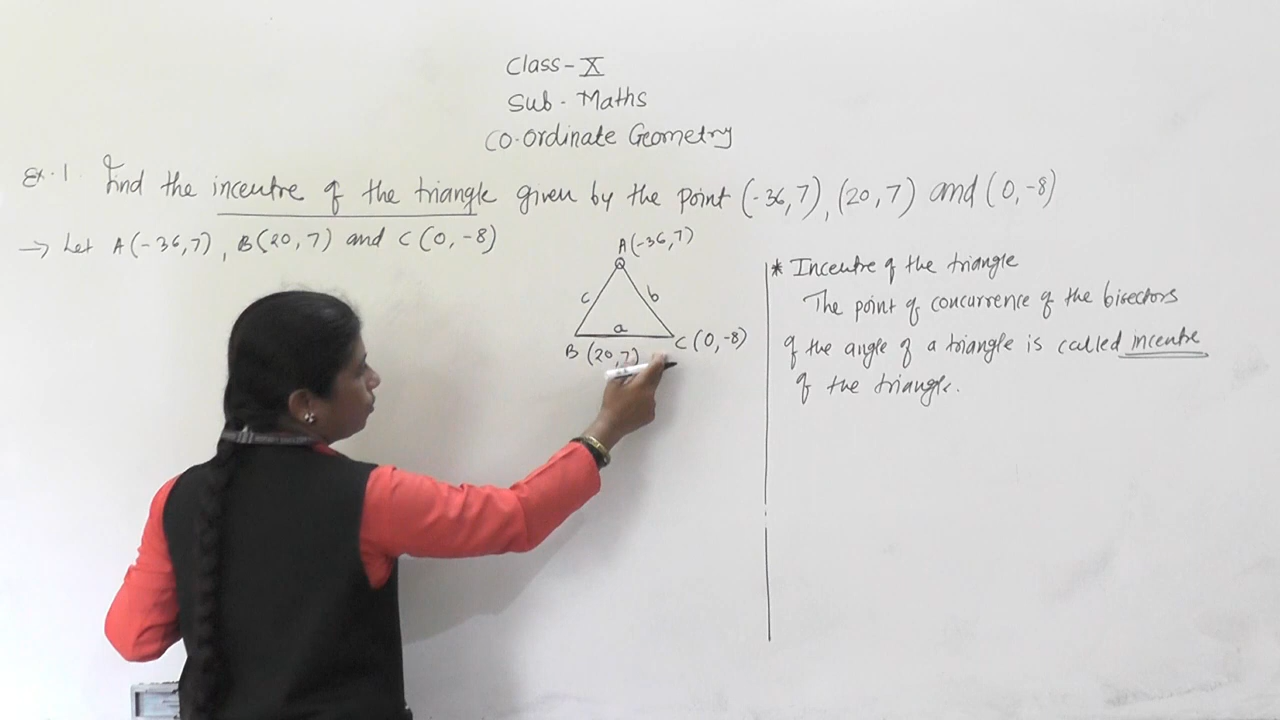 Class-X
Sub. Maths
CO-Ordinate Geometry
Ex.1. Find the incentre of the triangle given by the point (-36,7), (20,7) and (0,-8)
→ Let A(-36,7), B(20,7) and C(0,-8)
A(-36,7)
c
b
a
B (20,7)
C(0,-8)
* Incentre of the triangle
The point of concurrence of the bisectors
of the angle of a triangle is called incentre
of the triangle.